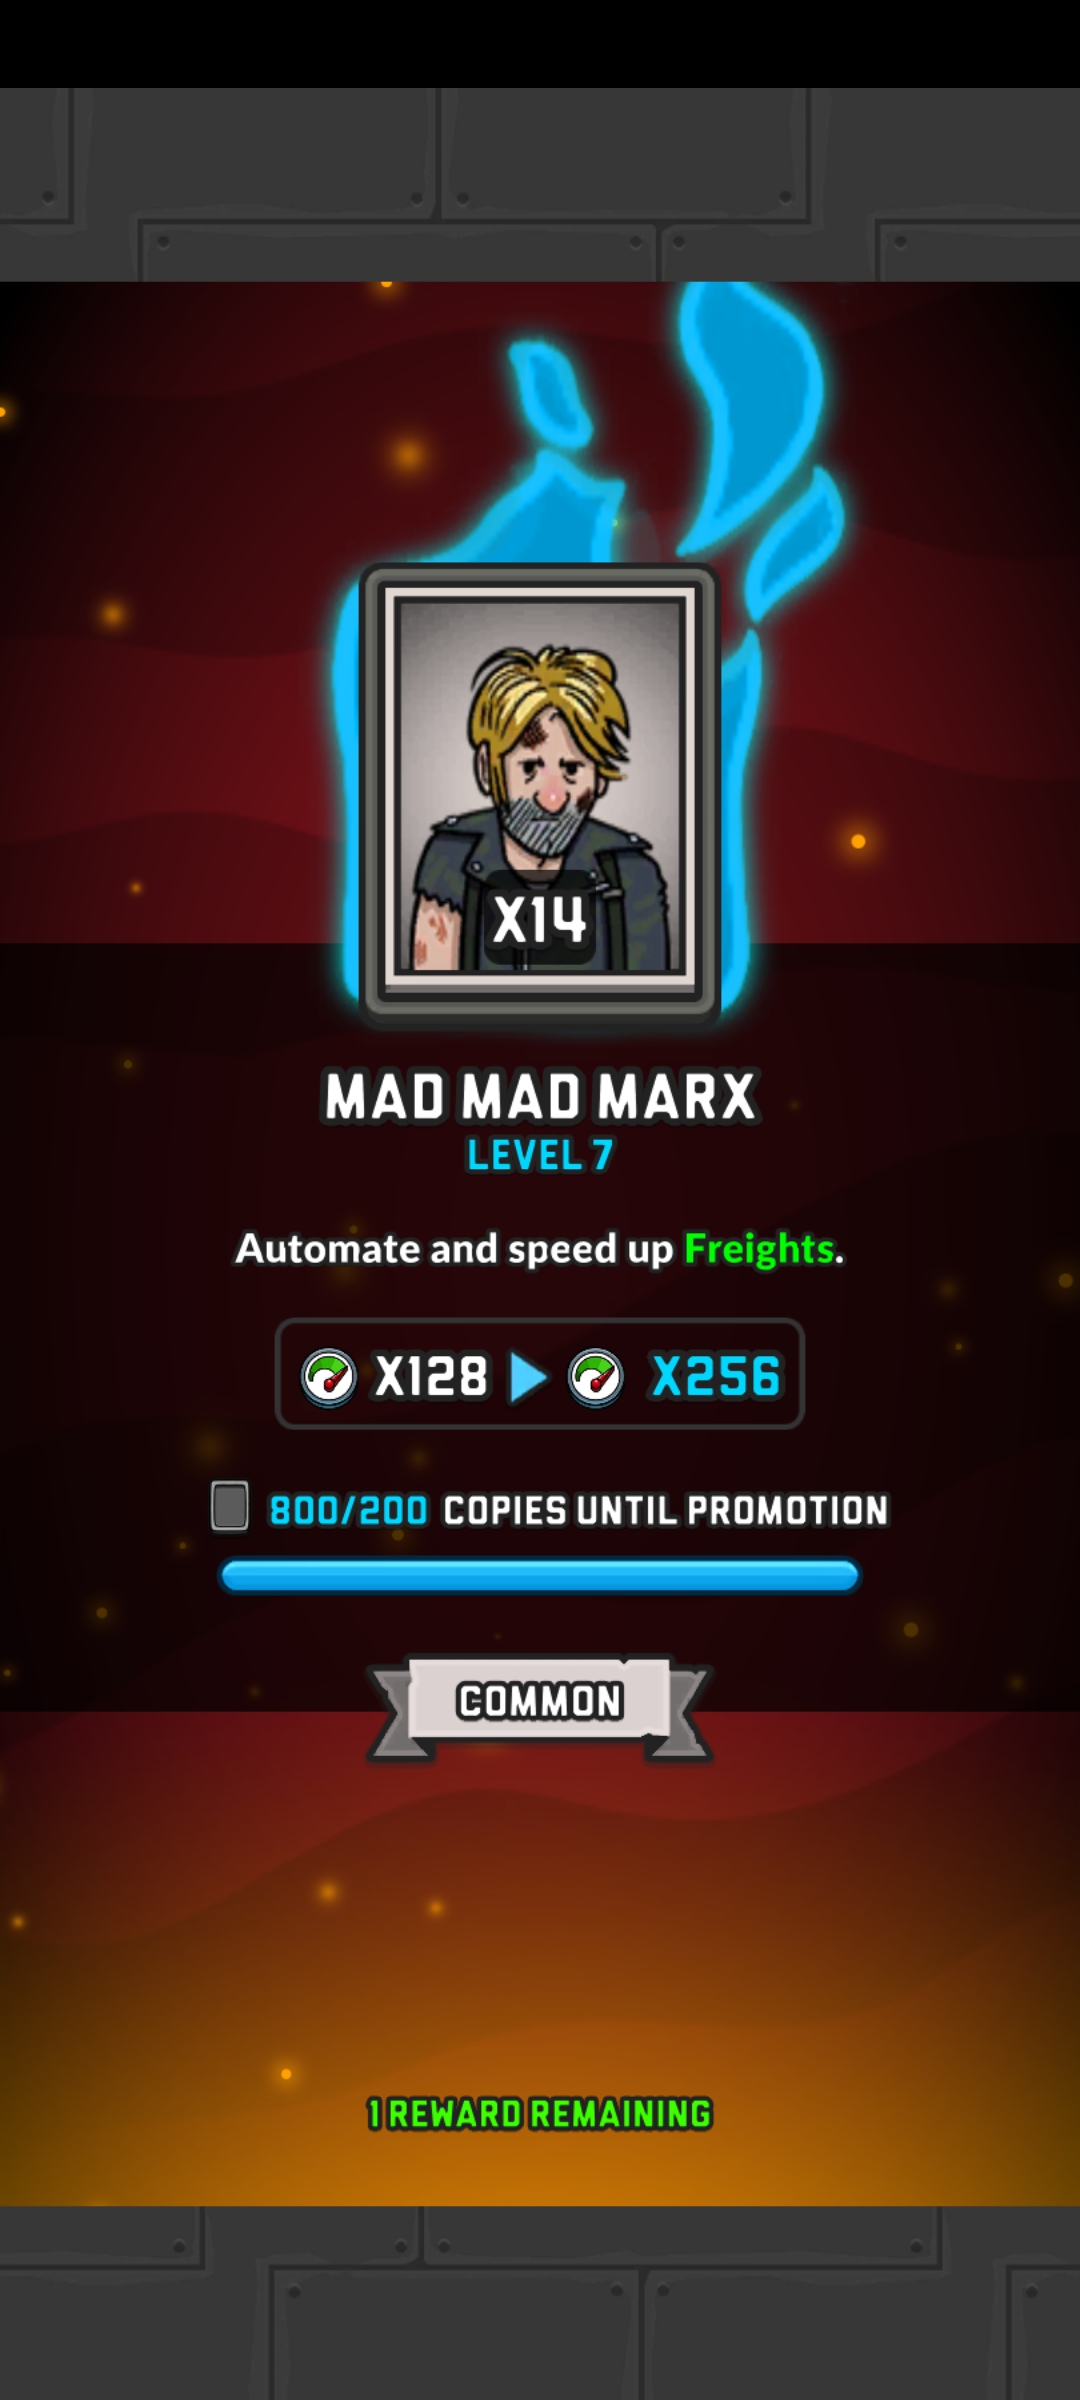 X14
MAD MAD MARX
LEVEL 7
Automate and speed up Freights.
X128 X256
800/200 COPIES UNTIL PROMOTION
COMMON
1 REWARD REMAINING